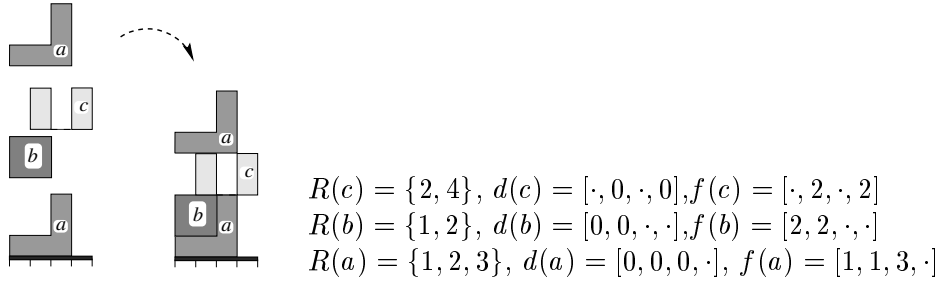 a
c
b
a
a
c
b
a
R(c) = {2, 4}, d(c) = [·, 0, ·, 0],f(c) = [·, 2, ·, 2]
R(b) = {1, 2}, d(b) = [0, 0, ·, ·],f(b) = [2, 2, ·, ·]
R(a) = {1, 2, 3}, d(a) = [0, 0, 0, ·], f(a) = [1, 1, 3, ·]